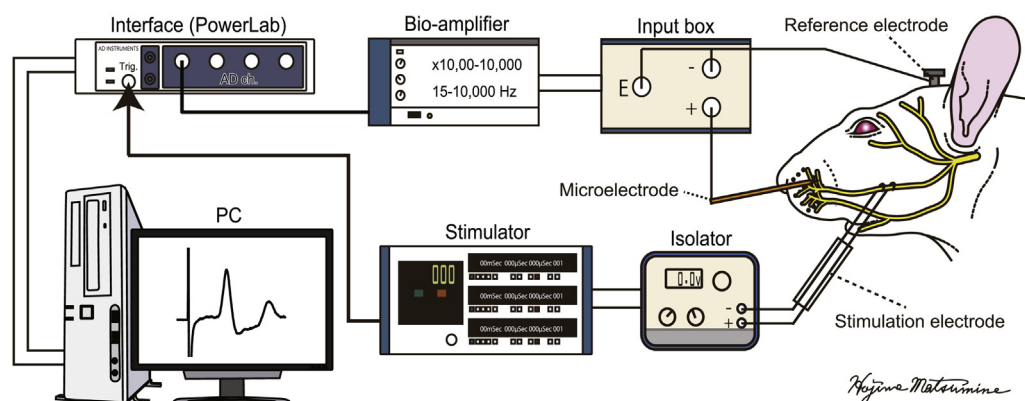 Interface (PowerLab)
AD INSTRUMENTS
Trig.
AD ch.
Bio-amplifier
x10,00-10,000
15-10,000 Hz
Input box
-
E
+
Reference electrode
Microelectrode
PC
Stimulator
000
00mSec 000μSec 000μSec 001
00mSec 000μSec 000μSec 001
00mSec 000μSec 000μSec 001
Isolator
0.0v
-
+
Stimulation electrode
Hajime Matsumine